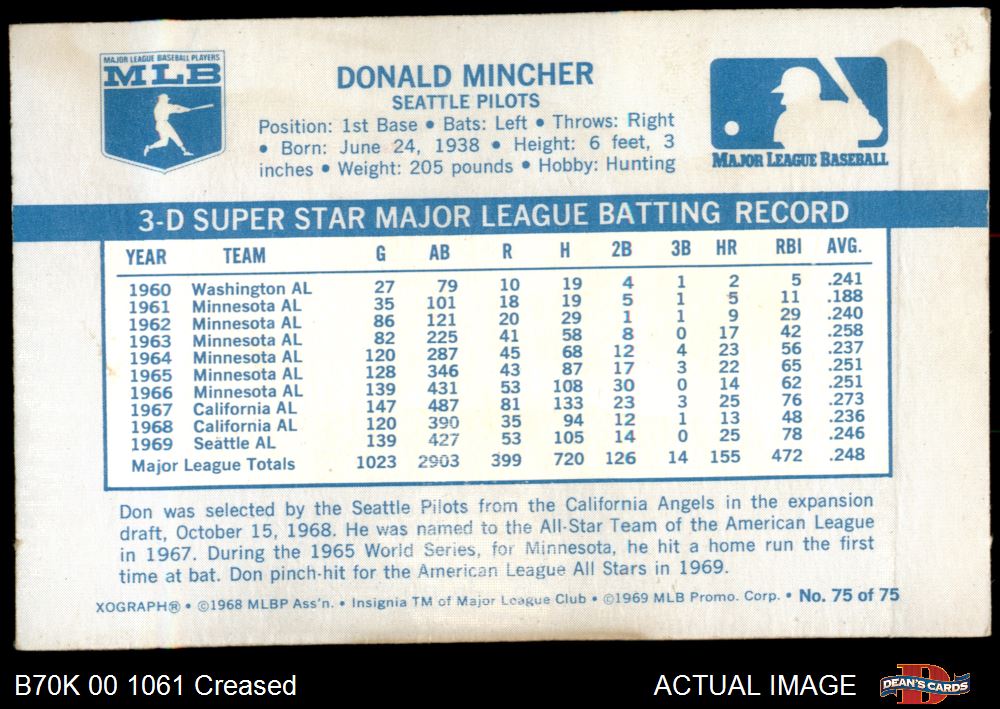 MAJOR LEAGUE BASEBALL PLAYERS
MLB
DONALD MINCHER
SEATTLE PILOTS
Position: 1st Base • Bats: Left • Throws: Right
• Born: June 24, 1938 • Height: 6 feet, 3
inches • Weight: 205 pounds • Hobby: Hunting
MAJOR LEAGUE BASEBALL
3-D SUPER STAR MAJOR LEAGUE BATTING RECORD
YEAR TEAM G AB R H 2B 3B HR RBI AVG.
1960 Washington AL 27 79 10 19 4 1 2 5 .241
1961 Minnesota AL 35 101 18 19 5 1 5 11 .188
1962 Minnesota AL 86 121 20 29 1 1 9 29 .240
1963 Minnesota AL 82 225 41 58 8 0 17 42 .258
1964 Minnesota AL 120 287 45 68 12 4 23 56 .237
1965 Minnesota AL 128 346 43 87 17 3 22 65 .251
1966 Minnesota AL 139 431 53 108 30 0 14 62 .251
1967 California AL 147 487 81 133 23 3 25 76 .273
1968 California AL 120 390 35 94 12 1 13 48 .236
1969 Seattle AL 139 427 53 105 14 0 25 78 .246
Major League Totals 1023 2903 399 720 126 14 155 472 .248
Don was selected by the Seattle Pilots from the California Angels in the expansion
draft, October 15, 1968. He was named to the All-Star Team of the American League
in 1967. During the 1965 World Series, for Minnesota, he hit a home run the first
time at bat. Don pinch-hit for the American League All Stars in 1969.
XOGRAPH® • ©1968 MLBP Ass'n. • Insignia TM of Major League Club • ©1969 MLB Promo. Corp. • No. 75 of 75
B70K 00 1061 Creased
ACTUAL IMAGE
DEAN'S CARDS